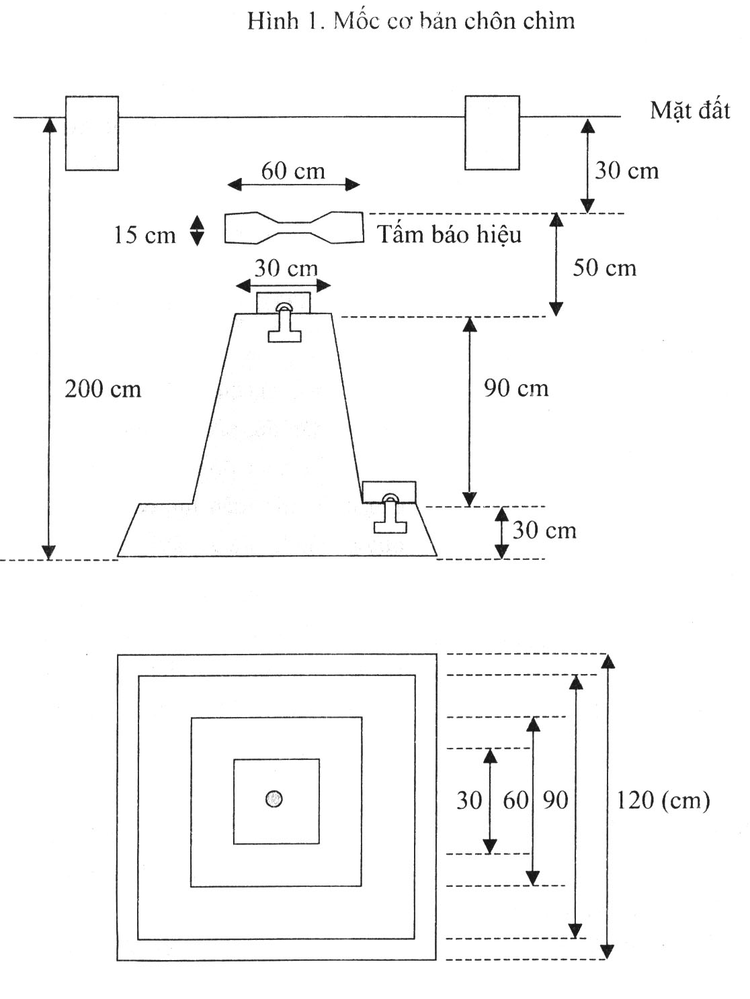 Hình 1. Mốc cơ bản chôn chìm
Mặt đất
60 cm
30 cm
15 cm
Tấm báo hiệu
30 cm
50 cm
200 cm
90 cm
30 cm
30 60 90 120 (cm)